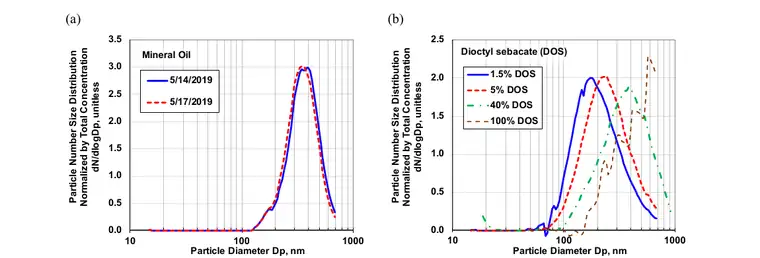 (a)
Particle Number Size Distribution
Normalized by Total Concentration
dN/dlogDp, unitless
3.5
3.0
2.5
2.0
1.5
1.0
0.5
0.0
Mineral Oil
5/14/2019
5/17/2019
10
100
1000
Particle Diameter Dp, nm
(b)
Particle Number Size Distribution
Normalized by Total Concentration
dN/dlogDp, unitless
2.5
2.0
1.5
1.0
0.5
0.0
Dioctyl sebacate (DOS)
1.5% DOS
5% DOS
40% DOS
100% DOS
10
100
1000
Particle Diameter Dp, nm